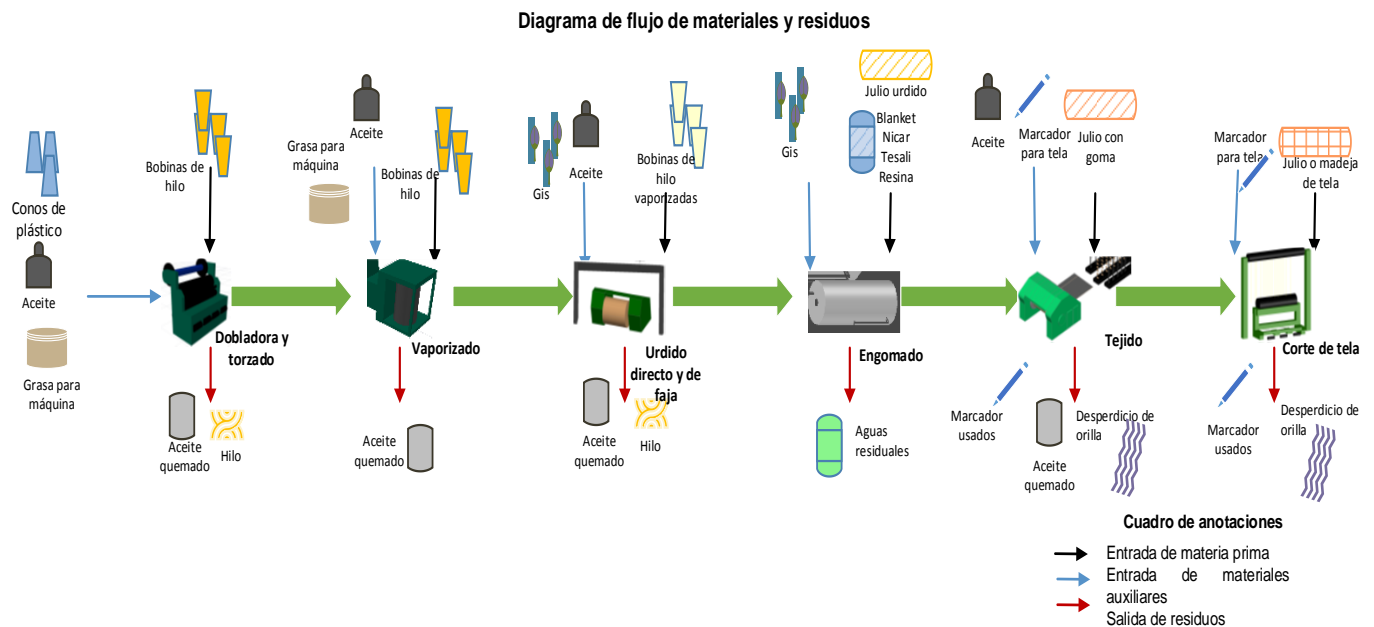 Diagrama de flujo de materiales y residuos
Conos de
plástico
Aceite
Grasa para
máquina
Bobinas de
hilo
Dobladora y
torzado
Aceite
quemado
Hilo
Aceite
Grasa para
máquina
Bobinas de
hilo
Vaporizado
Aceite
quemado
Gis
Aceite
Bobinas de
hilo
vaporizadas
Urdido
directo y de
faja
Aceite
quemado
Hilo
Gis
Julio urdido
Blanket
Nicar
Tesali
Resina
Engomado
Aguas
residuales
Aceite
Marcador
para tela
Julio con
goma
Tejido
Marcador
usados
Aceite
quemado
Desperdicio de
orilla
Marcador
para tela
Julio o madeja
de tela
Corte de tela
Marcador
usados
Desperdicio de
orilla
Cuadro de anotaciones
Entrada de materia prima
Entrada de materiales
auxiliares
Salida de residuos